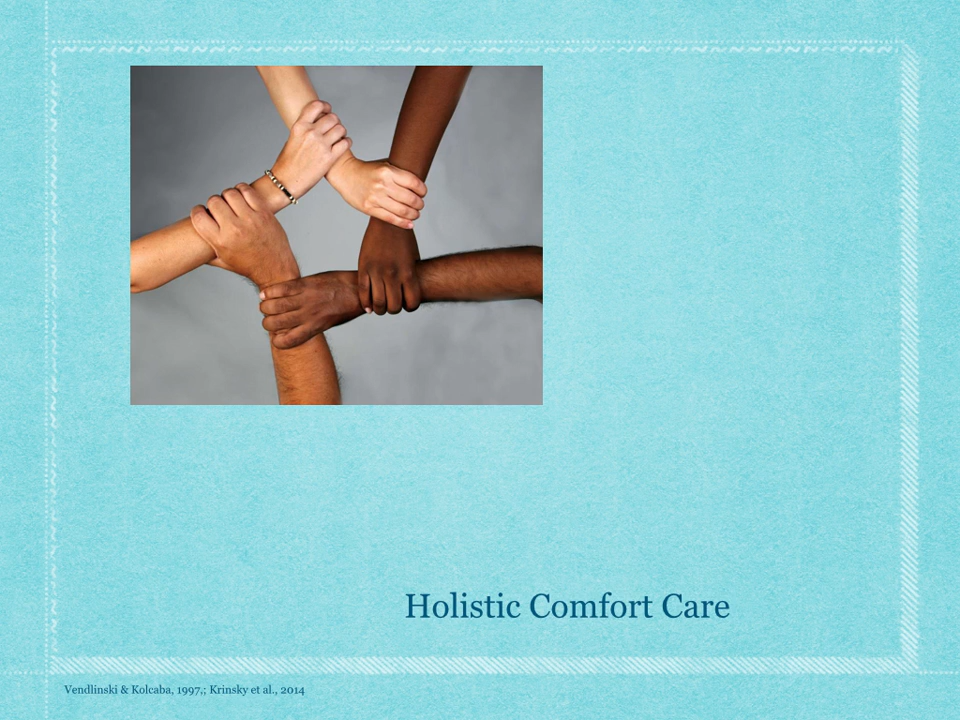 Holistic Comfort Care
Vendlinski & Kolcaba, 1997,; Krinsky et al., 2014